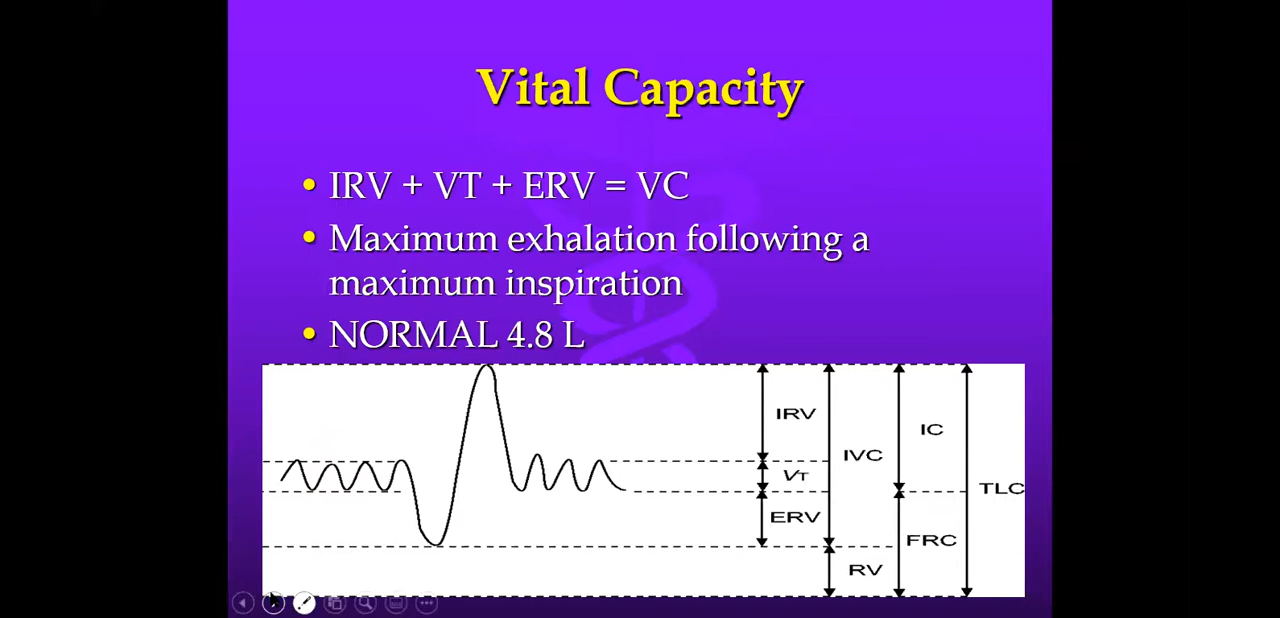 Vital Capacity
• IRV + VT + ERV = VC
• Maximum exhalation following a
maximum inspiration
• NORMAL 4.8 L
IRV
IC
IVC
VT
TLC
ERV
FRC
RV